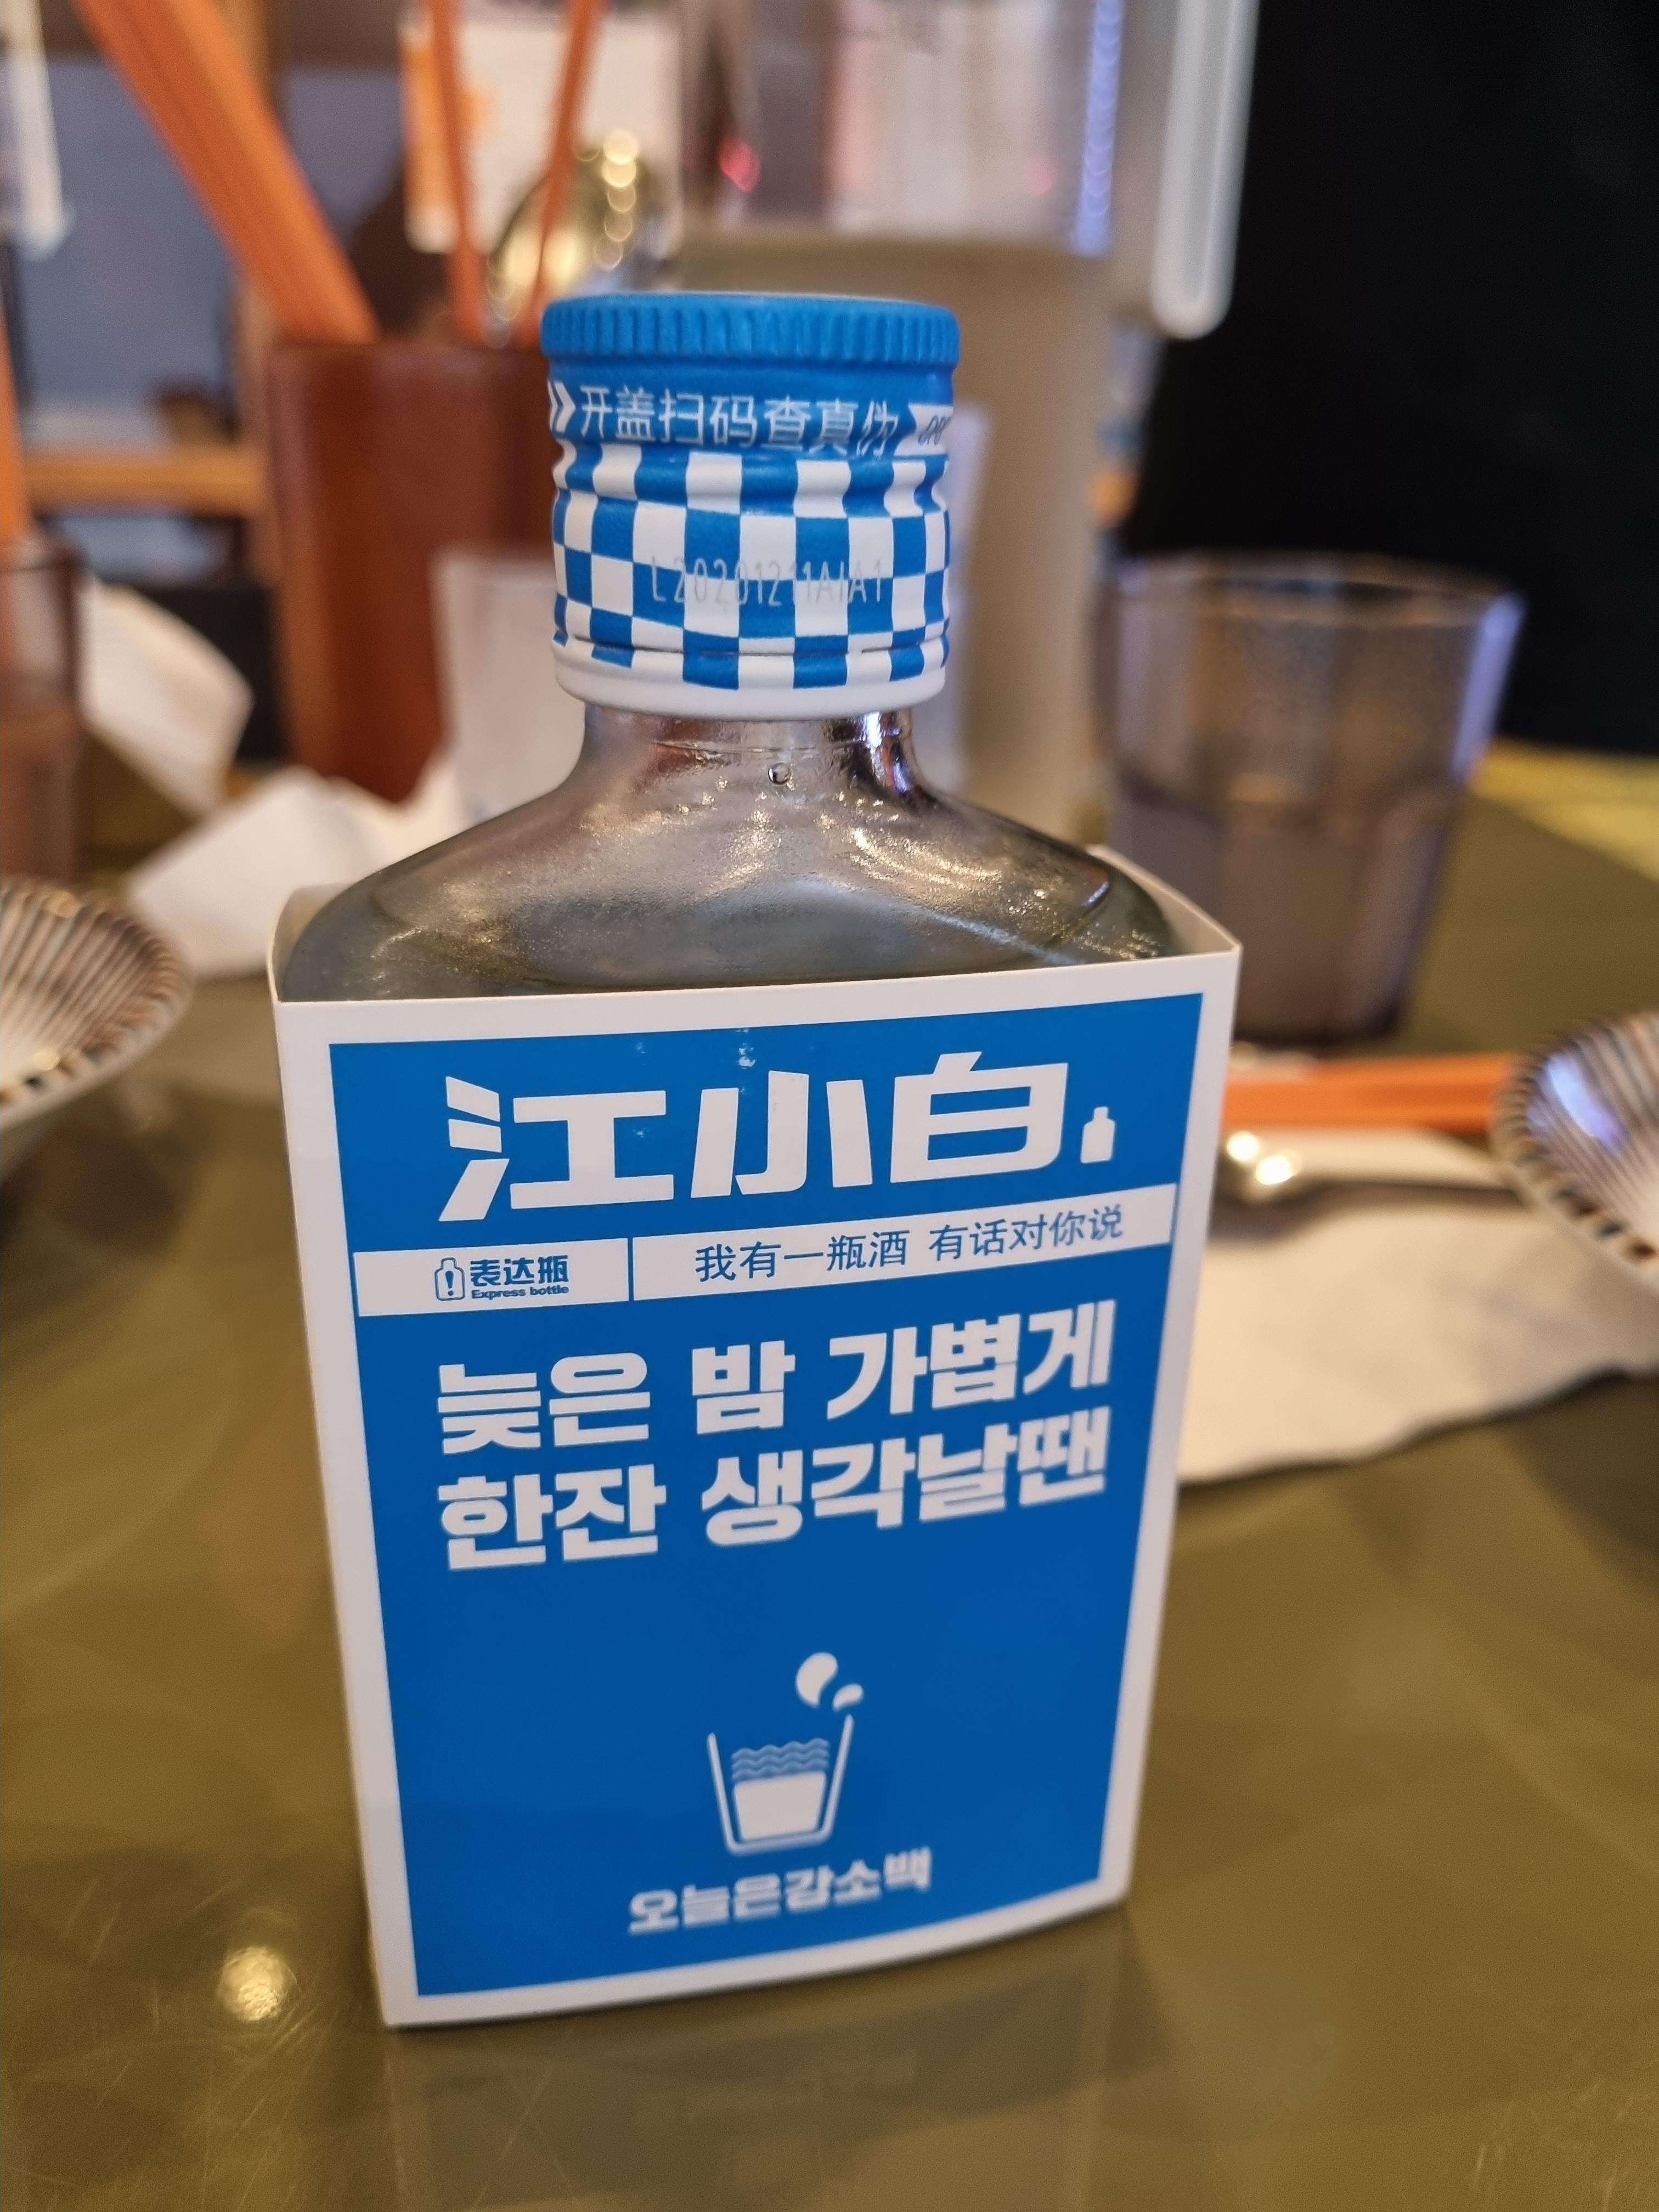 开盖扫码查真伪
L20201211A1A1
江小白
表达瓶
Express bottle
我有一瓶酒 有话对你说
늦은 밤 가볍게
한잔 생각날땐
오늘은강소백